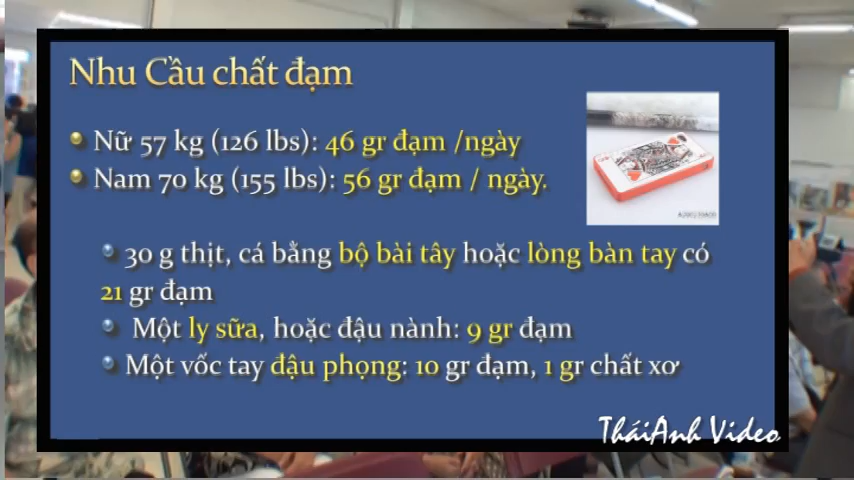 Nhu Cầu chất đạm
Nữ 57 kg (126 lbs): 46 gr đạm /ngày
Nam 70 kg (155 lbs): 56 gr đạm / ngày.
30 g thịt, cá bằng bộ bài tây hoặc lòng bàn tay có
21 gr đạm
Một ly sữa, hoặc đậu nành: 9 gr đạm
Một vốc tay đậu phọng: 10 gr đạm, 1 gr chất xơ
TháiAnh Video